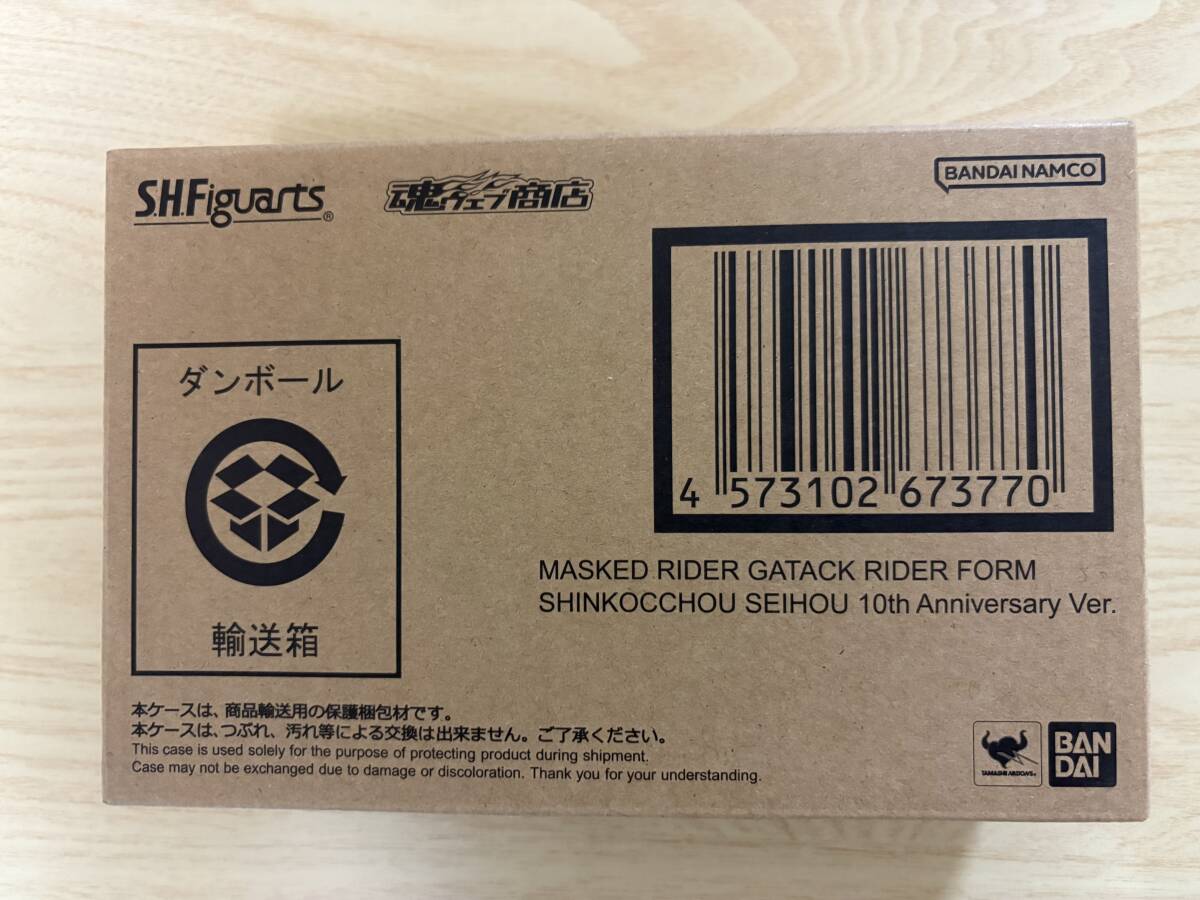 S.H.Figuarts®
魂ウェブ商店
BANDAI NAMCO
4 573102 673770
ダンボール
輸送箱
MASKED RIDER GATACK RIDER FORM
SHINKOCCHOU SEIHOU 10th Anniversary Ver.
本ケースは、商品輸送用の保護梱包材です。
本ケースは、つぶれ、汚れ等による交換は出来ません。ご了承ください。
This case is used solely for the purpose of protecting product during shipment.
Case may not be exchanged due to damage or discoloration. Thank you for your understanding.
TAMASHII NATIONS
BAN
DAI